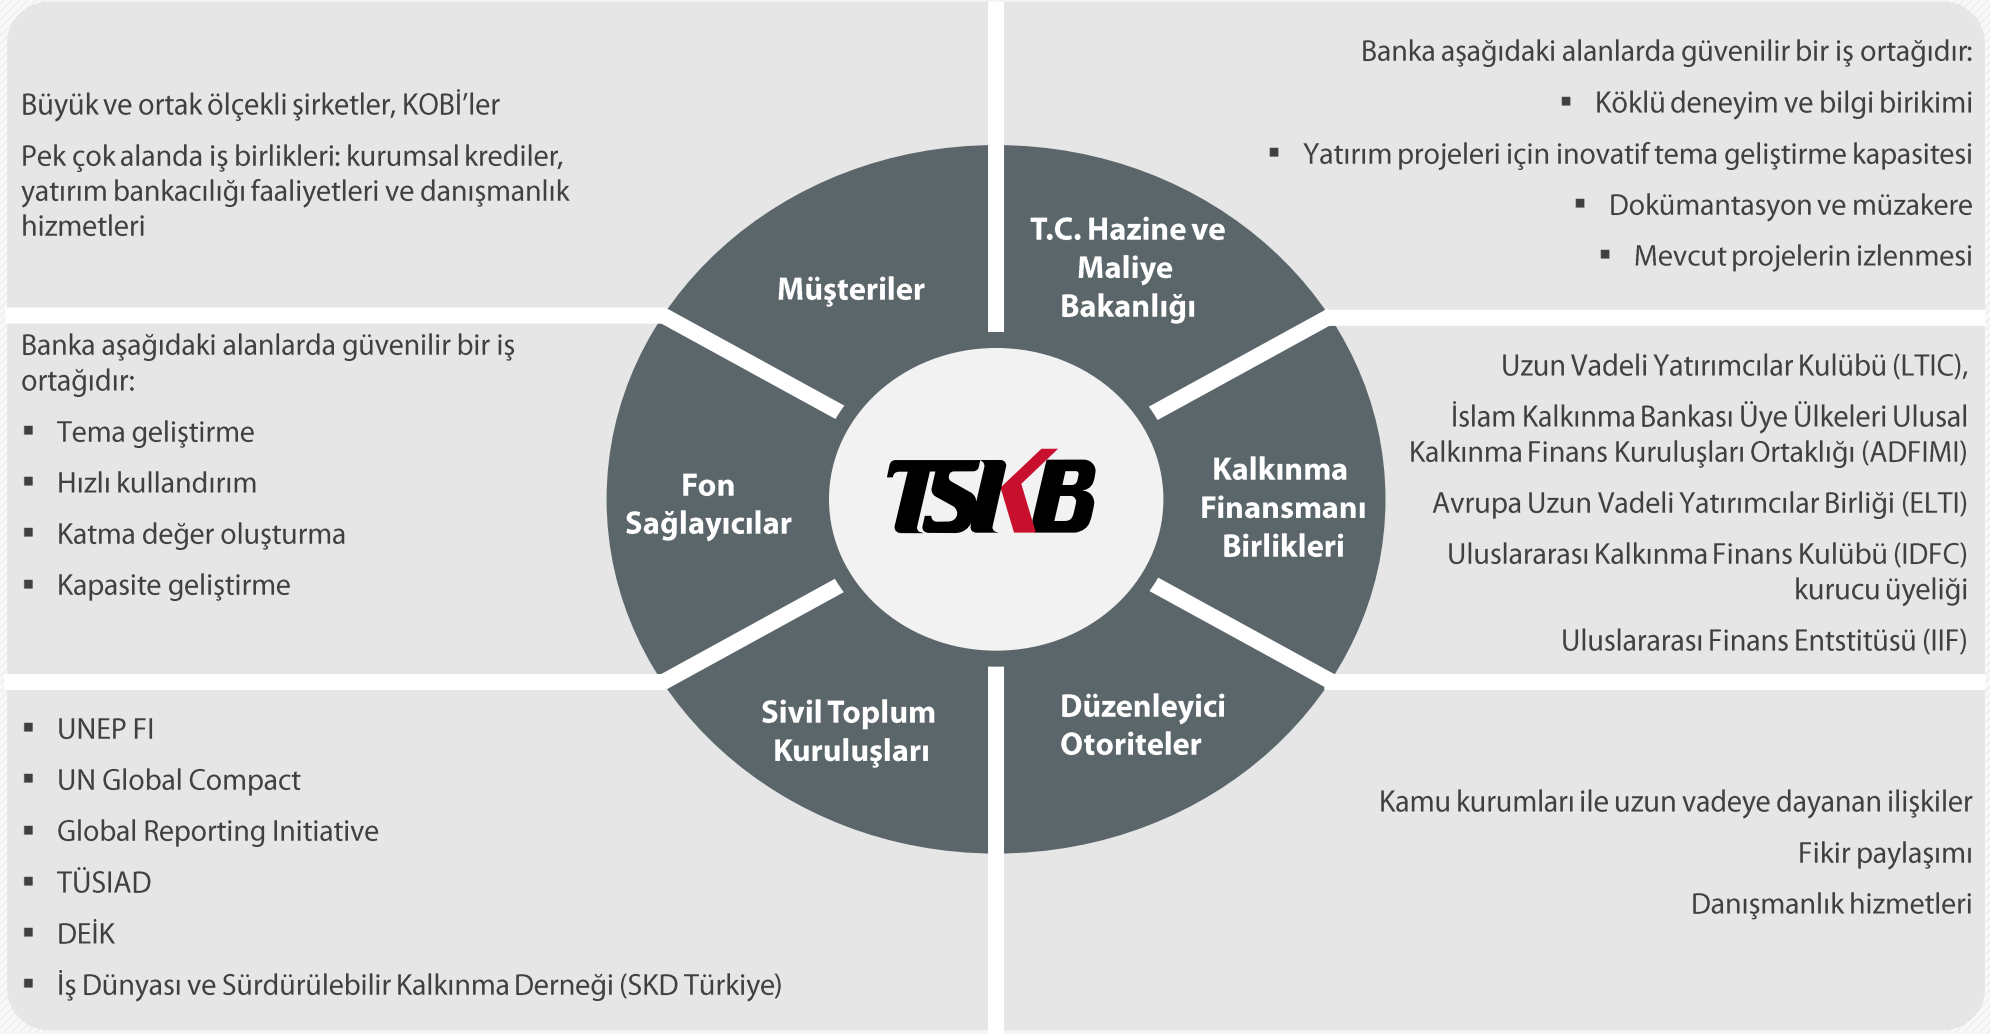 Büyük ve ortak ölçekli şirketler, KOBİ’ler
Pek çok alanda iş birlikleri: kurumsal krediler,
yatırım bankacılığı faaliyetleri ve danışmanlık
hizmetleri
Banka aşağıdaki alanlarda güvenilir bir iş ortağıdır:
▪ Köklü deneyim ve bilgi birikimi
▪ Yatırım projeleri için inovatif tema geliştirme kapasitesi
▪ Dokümantasyon ve müzakere
▪ Mevcut projelerin izlenmesi
Müşteriler
T.C. Hazine ve
Maliye
Bakanlığı
Banka aşağıdaki alanlarda güvenilir bir iş
ortağıdır:
▪ Tema geliştirme
▪ Hızlı kullandırım
▪ Katma değer oluşturma
▪ Kapasite geliştirme
Fon
Sağlayıcılar
TSKB
Kalkınma
Finansmanı
Birlikleri
Uzun Vadeli Yatırımcılar Kulübü (LTIC),
İslam Kalkınma Bankası Üye Ülkeleri Ulusal
Kalkınma Finans Kuruluşları Ortaklığı (ADFIMI)
Avrupa Uzun Vadeli Yatırımcılar Birliği (ELTI)
Uluslararası Kalkınma Finans Kulübü (IDFC)
kurucu üyeliği
Uluslararası Finans Entstitüsü (IIF)
Sivil Toplum
Kuruluşları
Düzenleyici
Otoriteler
▪ UNEP FI
▪ UN Global Compact
▪ Global Reporting Initiative
▪ TÜSIAD
▪ DEİK
▪ İş Dünyası ve Sürdürülebilir Kalkınma Derneği (SKD Türkiye)
Kamu kurumları ile uzun vadeye dayanan ilişkiler
Fikir paylaşımı
Danışmanlık hizmetleri